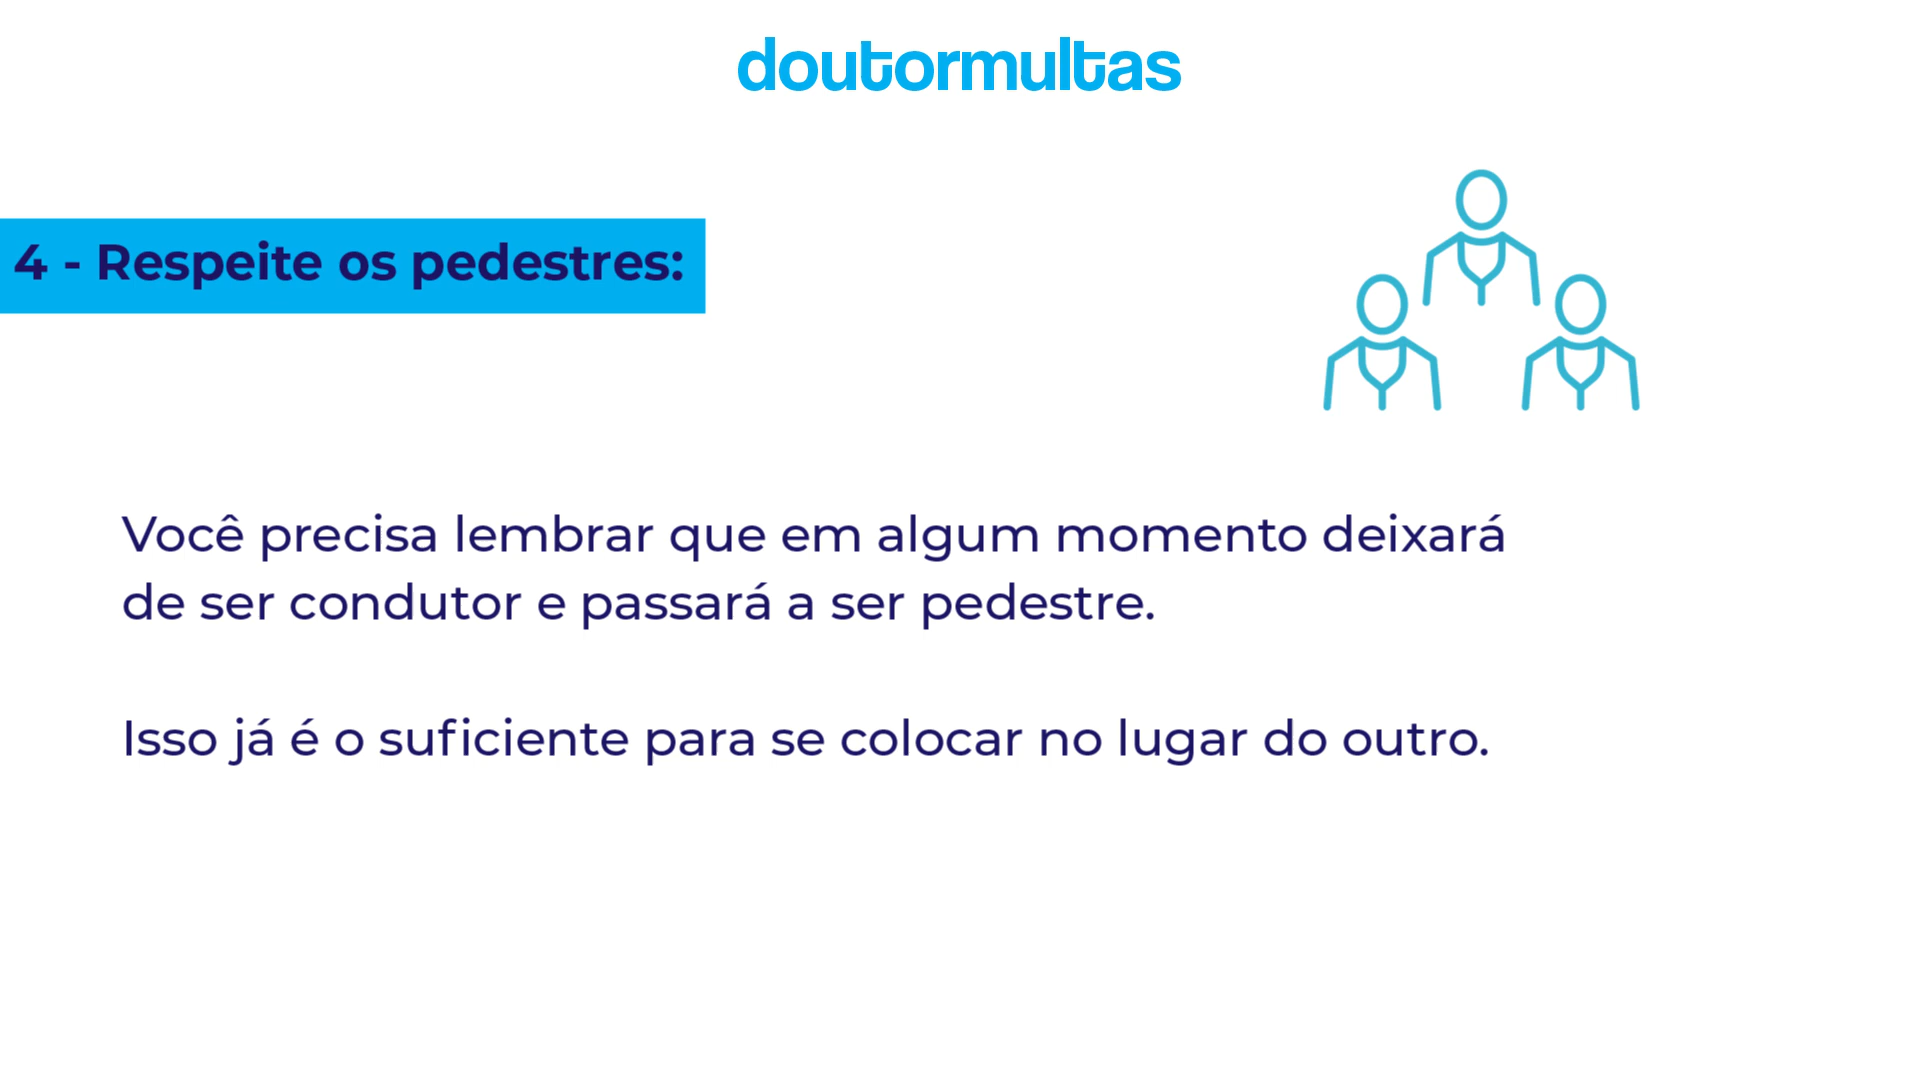 doutormultas
4 - Respeite os pedestres:
Você precisa lembrar que em algum momento deixará
de ser condutor e passará a ser pedestre.
Isso já é o suficiente para se colocar no lugar do outro.